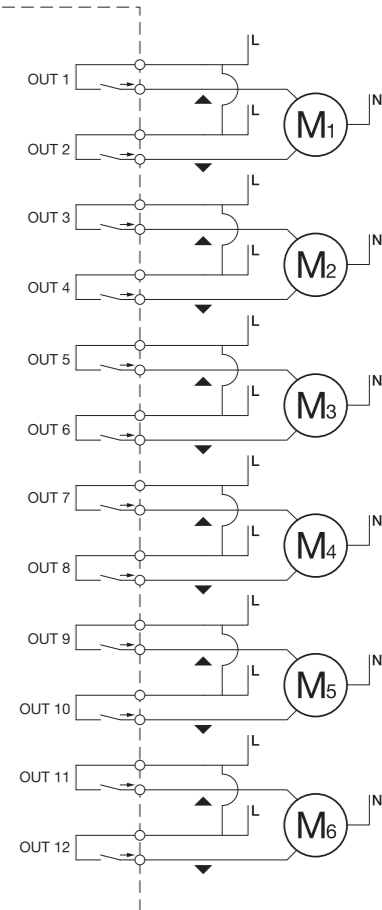 L
OUT 1
L
M1
N
OUT 2
L
OUT 3
L
M2
N
OUT 4
L
OUT 5
L
M3
N
OUT 6
L
OUT 7
L
M4
N
OUT 8
L
OUT 9
L
M5
N
OUT 10
L
OUT 11
L
M6
N
OUT 12